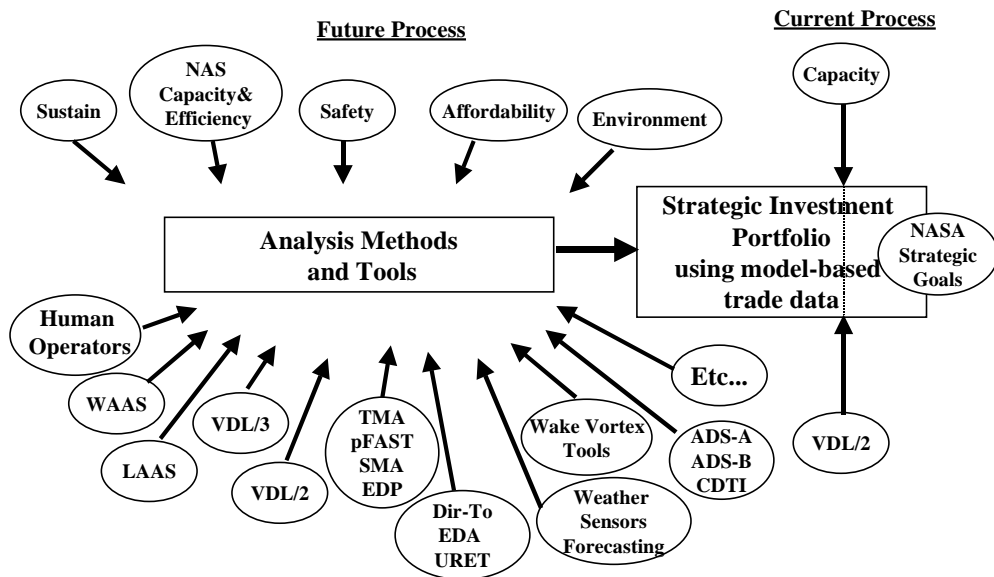 Future Process
Current Process
Sustain
NAS
Capacity&
Efficiency
Safety
Affordability
Environment
Capacity
Analysis Methods
and Tools
Strategic Investment
Portfolio
using model-based
trade data
NASA
Strategic
Goals
Human
Operators
WAAS
LAAS
VDL/3
VDL/2
TMA
pFAST
SMA
EDP
Dir-To
EDA
URET
Weather
Sensors
Forecasting
Wake Vortex
Tools
ADS-A
ADS-B
CDTI
Etc...
VDL/2